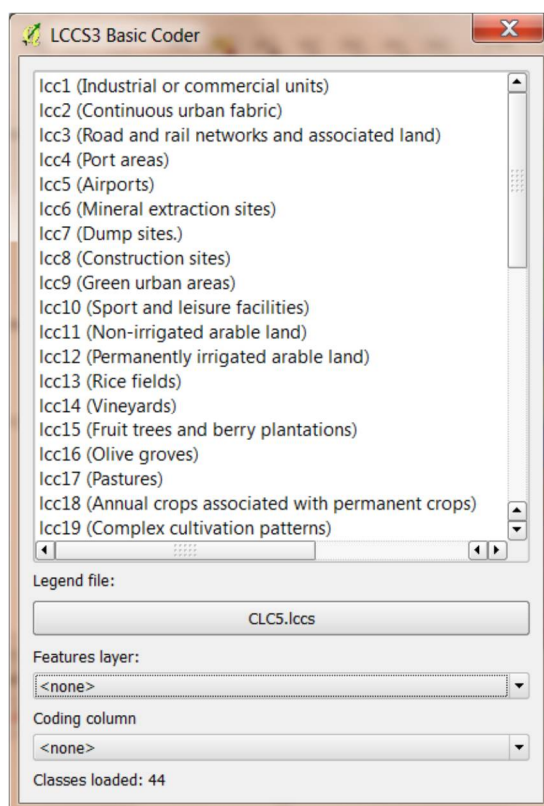 LCCS3 Basic Coder
lcc1 (Industrial or commercial units)
lcc2 (Continuous urban fabric)
lcc3 (Road and rail networks and associated land)
lcc4 (Port areas)
lcc5 (Airports)
lcc6 (Mineral extraction sites)
lcc7 (Dump sites.)
lcc8 (Construction sites)
lcc9 (Green urban areas)
lcc10 (Sport and leisure facilities)
lcc11 (Non-irrigated arable land)
lcc12 (Permanently irrigated arable land)
lcc13 (Rice fields)
lcc14 (Vineyards)
lcc15 (Fruit trees and berry plantations)
lcc16 (Olive groves)
lcc17 (Pastures)
lcc18 (Annual crops associated with permanent crops)
lcc19 (Complex cultivation patterns)
Legend file:
CLC5.lccs
Features layer:
<none>
Coding column
<none>
Classes loaded: 44